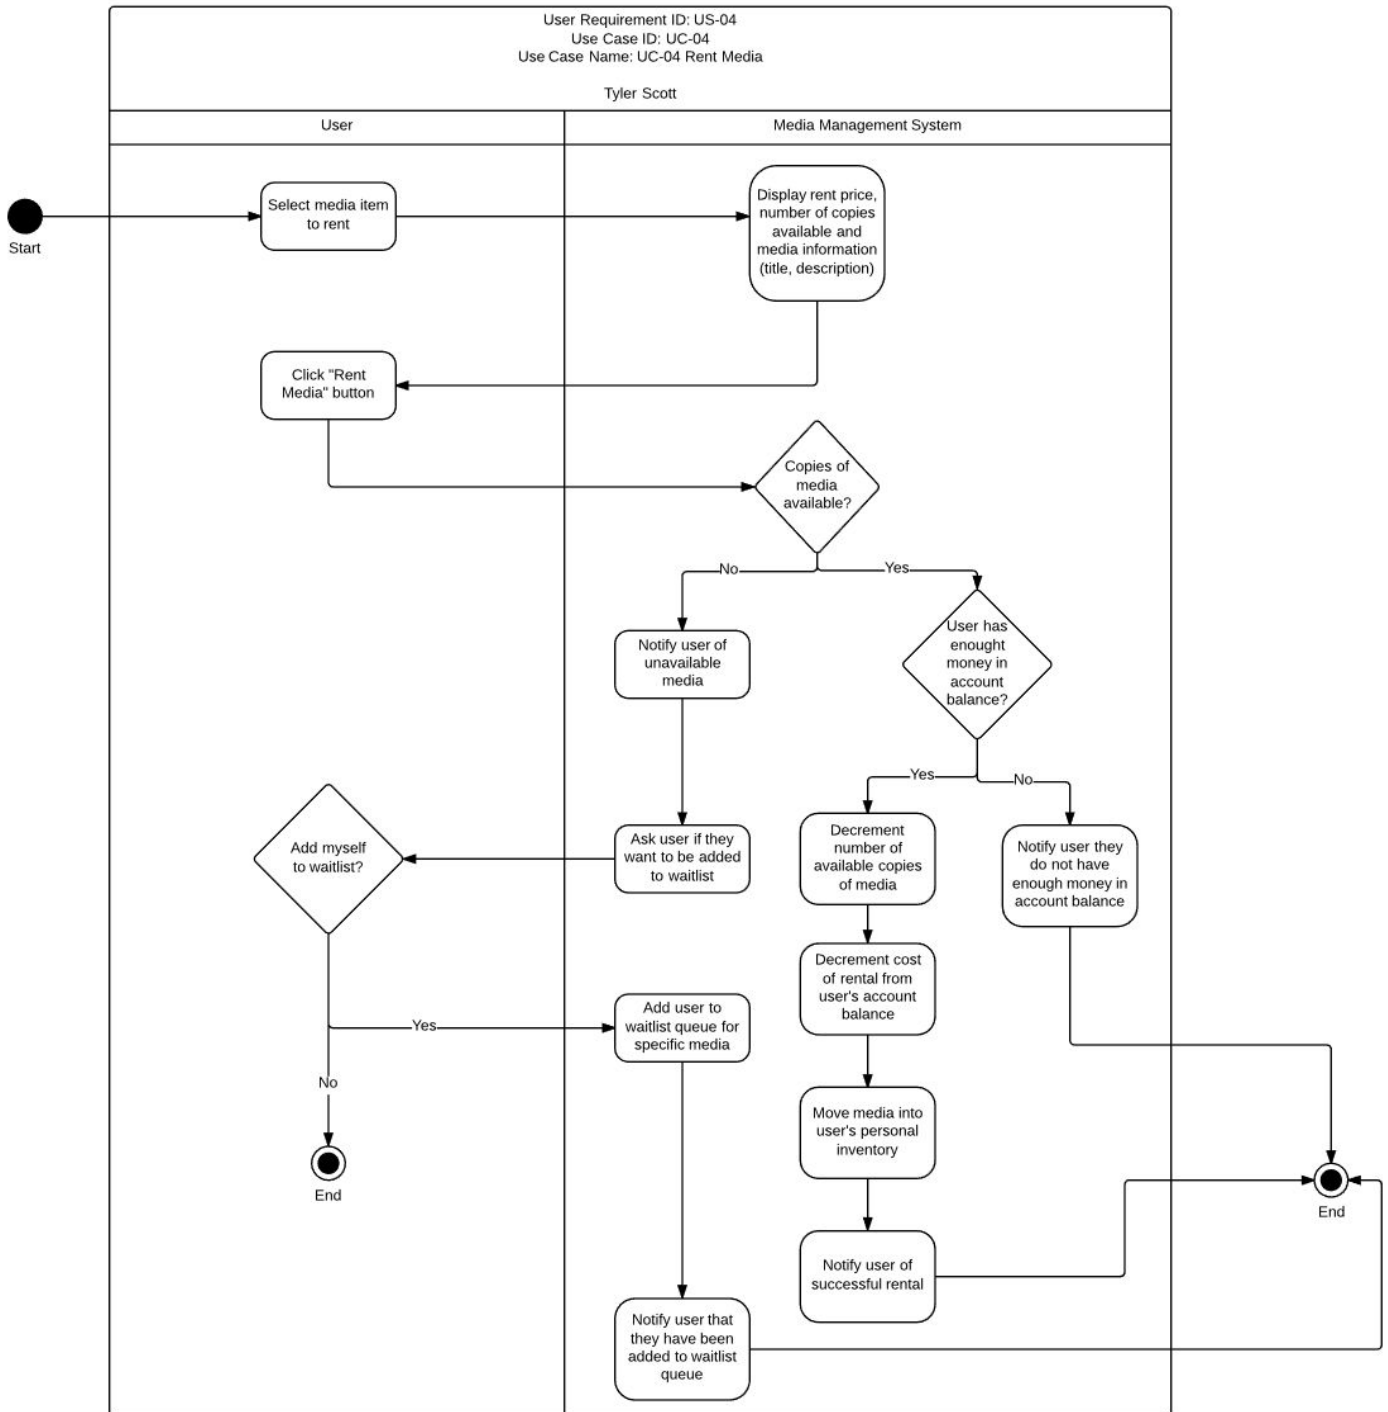 User Requirement ID: US-04
Use Case ID: UC-04
Use Case Name: UC-04 Rent Media
Tyler Scott
User
Media Management System
Start
Select media item
to rent
Display rent price,
number of copies
available and
media information
(title, description)
Click "Rent
Media" button
Copies of
media
available?
No
Yes
Notify user of
unavailable
media
User has
enought
money in
account
balance?
Yes
No
Add myself
to waitlist?
Ask user if they
want to be added
to waitlist
Decrement
number of
available copies
of media
Notify user they
do not have
enough money in
account balance
Decrement cost
of rental from
user's account
balance
Yes
Add user to
waitlist queue for
specific media
No
Move media into
user's personal
inventory
End
End
Notify user of
successful rental
Notify user that
they have been
added to waitlist
queue